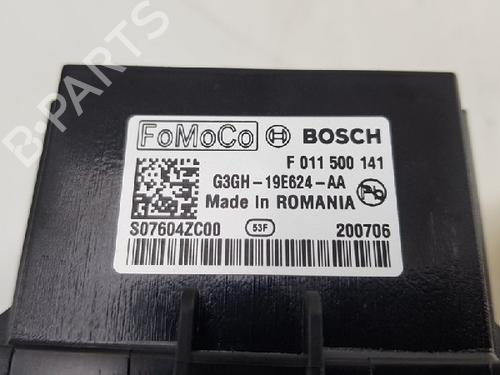 B-PARTS
FoMoCo BOSCH
F 011 500 141
G3GH-19E624-AA
Made In ROMANIA
S07604ZC00 53F 200706